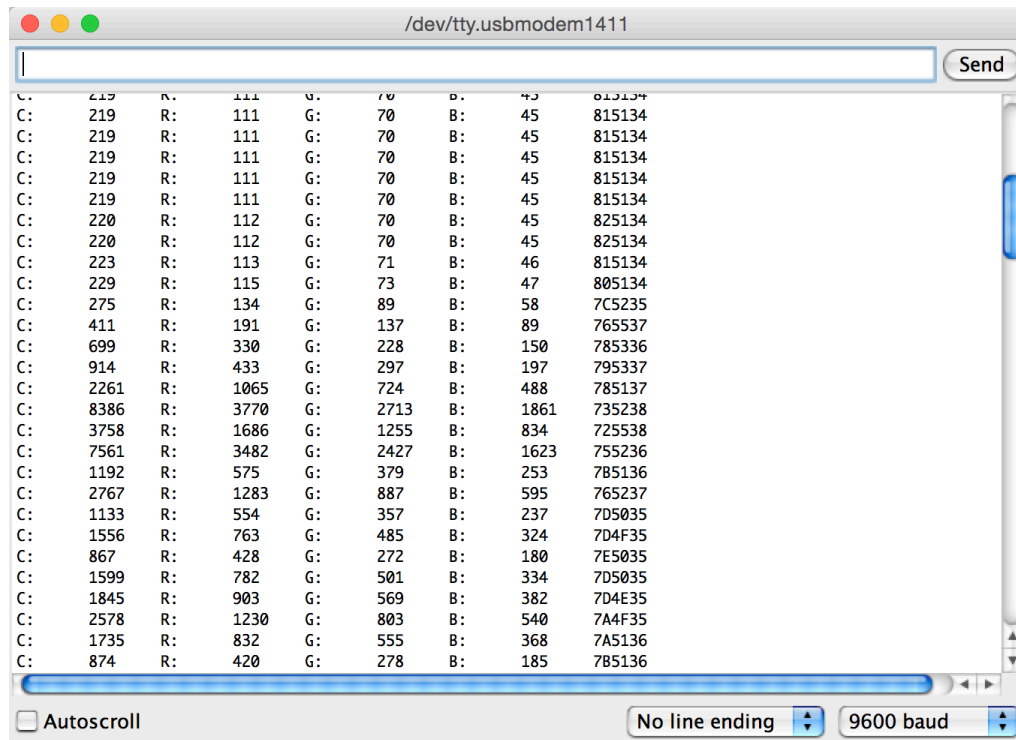 /dev/tty.usbmodem1411
Send
C: 219 R: 111 G: 70 B: 45 815134
C: 219 R: 111 G: 70 B: 45 815134
C: 219 R: 111 G: 70 B: 45 815134
C: 219 R: 111 G: 70 B: 45 815134
C: 219 R: 111 G: 70 B: 45 815134
C: 219 R: 111 G: 70 B: 45 815134
C: 220 R: 112 G: 70 B: 45 825134
C: 220 R: 112 G: 70 B: 45 825134
C: 223 R: 113 G: 71 B: 46 815134
C: 229 R: 115 G: 73 B: 47 805134
C: 275 R: 134 G: 89 B: 58 7C5235
C: 411 R: 191 G: 137 B: 89 765537
C: 699 R: 330 G: 228 B: 150 785336
C: 914 R: 433 G: 297 B: 197 795337
C: 2261 R: 1065 G: 724 B: 488 785137
C: 8386 R: 3770 G: 2713 B: 1861 735238
C: 3758 R: 1686 G: 1255 B: 834 725538
C: 7561 R: 3482 G: 2427 B: 1623 755236
C: 1192 R: 575 G: 379 B: 253 7B5136
C: 2767 R: 1283 G: 887 B: 595 765237
C: 1133 R: 554 G: 357 B: 237 7D5035
C: 1556 R: 763 G: 485 B: 324 7D4F35
C: 867 R: 428 G: 272 B: 180 7E5035
C: 1599 R: 782 G: 501 B: 334 7D5035
C: 1845 R: 903 G: 569 B: 382 7D4E35
C: 2578 R: 1230 G: 803 B: 540 7A4F35
C: 1735 R: 832 G: 555 B: 368 7A5136
C: 874 R: 420 G: 278 B: 185 7B5136
Autoscroll No line ending 9600 baud